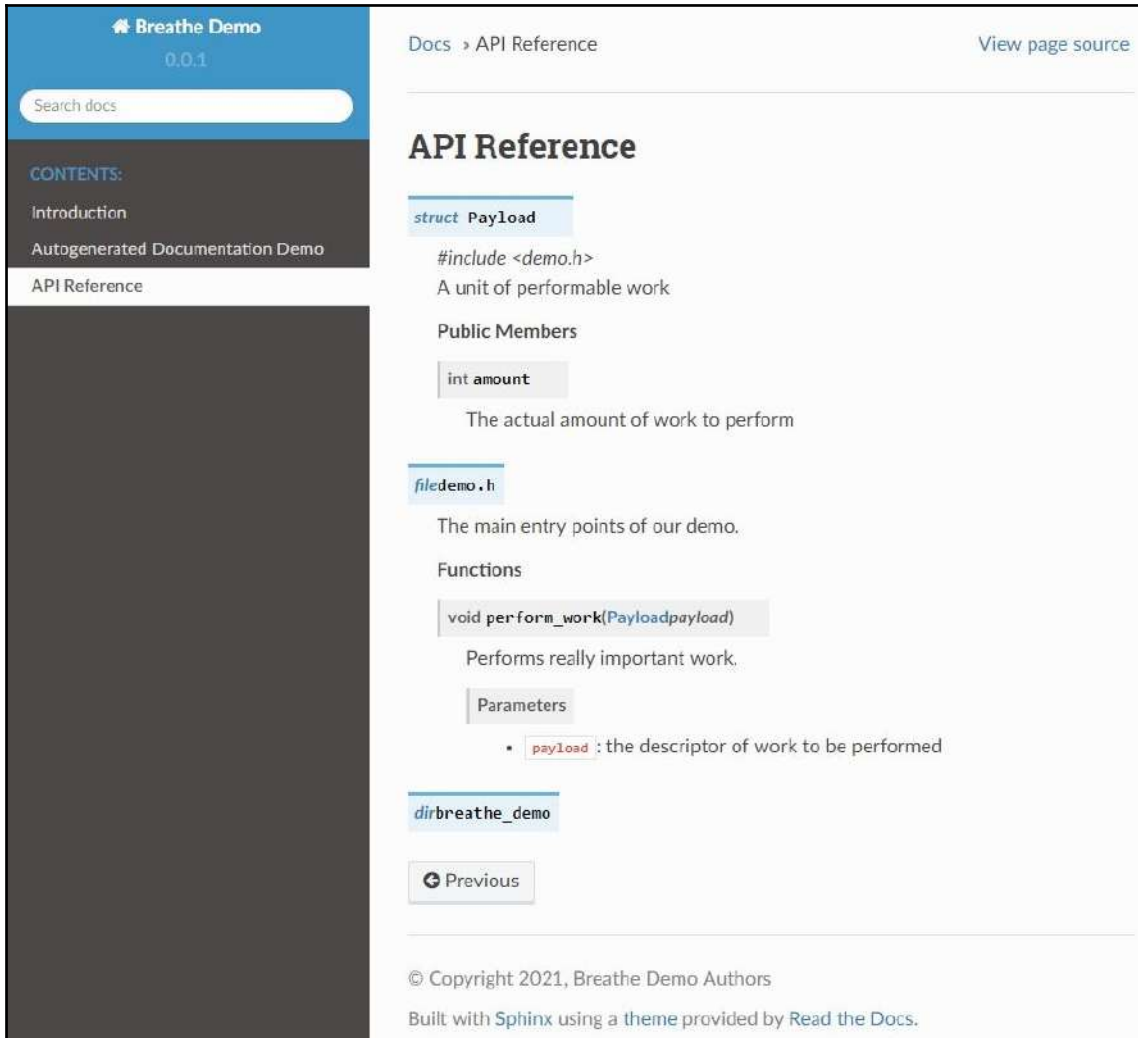 Breathe Demo
0.0.1
Search docs
CONTENTS:
Introduction
Autogenerated Documentation Demo
API Reference
Docs » API Reference
View page source
API Reference
struct Payload
#include <demo.h>
A unit of performable work
Public Members
int amount
The actual amount of work to perform
filedemo.h
The main entry points of our demo.
Functions
void perform_work(Payloadpayload)
Performs really important work.
Parameters
• payload : the descriptor of work to be performed
dirbreathe_demo
Previous
© Copyright 2021, Breathe Demo Authors
Built with Sphinx using a theme provided by Read the Docs.